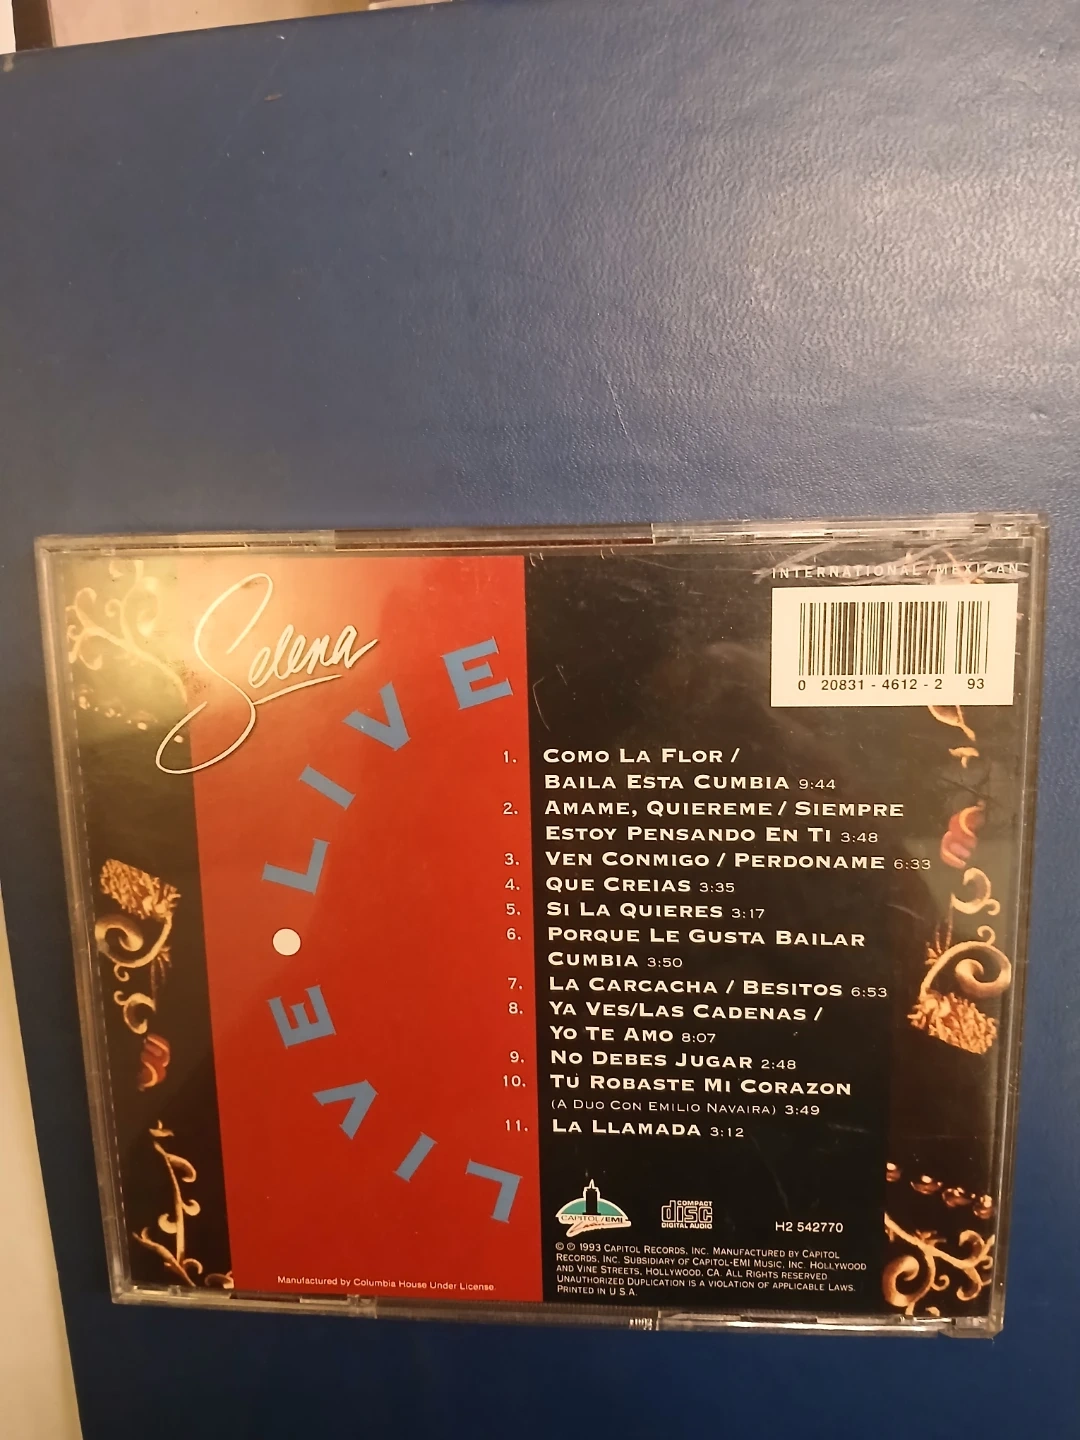 Selena
LIVE • LIVE
INTERNATIONAL / MEXICAN
0 20831 - 4612 - 2 93
1. COMO LA FLOR /
BAILA ESTA CUMBIA 9:44
2. AMAME, QUIEREME / SIEMPRE
ESTOY PENSANDO EN TI 3:48
3. VEN CONMIGO / PERDONAME 6:33
4. QUE CREIAS 3:35
5. SI LA QUIERES 3:17
6. PORQUE LE GUSTA BAILAR
CUMBIA 3:50
7. LA CARCACHA / BESITOS 6:53
8. YA VES/LAS CADENAS /
YO TE AMO 8:07
9. NO DEBES JUGAR 2:48
10. TU ROBASTE MI CORAZON
(A DUO CON EMILIO NAVAIRA) 3:49
11. LA LLAMADA 3:12
CAPITOL/EMI
COMPACT
disc
DIGITAL AUDIO
H2 542770
© ℗ 1993 CAPITOL RECORDS, INC. MANUFACTURED BY CAPITOL
RECORDS, INC. SUBSIDIARY OF CAPITOL-EMI MUSIC, INC. HOLLYWOOD
AND VINE STREETS, HOLLYWOOD, CA. ALL RIGHTS RESERVED
UNAUTHORIZED DUPLICATION IS A VIOLATION OF APPLICABLE LAWS.
PRINTED IN U S A.
Manufactured by Columbia House Under License.